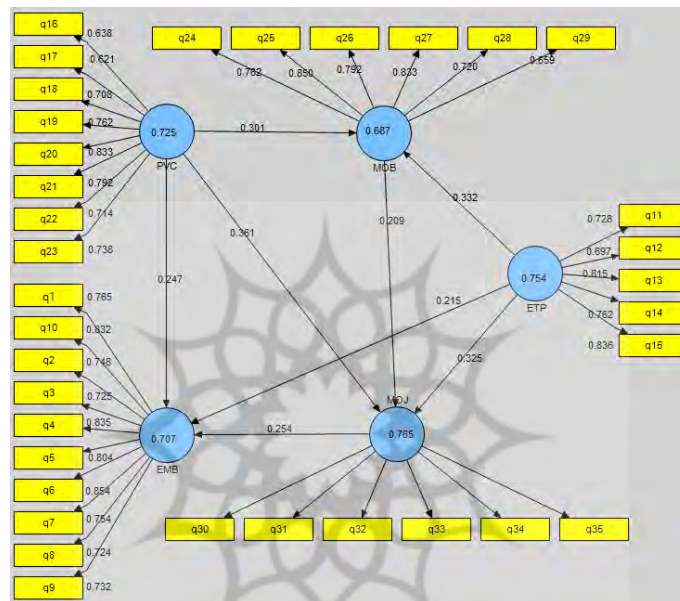 q16
0.638
q17
0.621
q18
0.708
q19
0.762
q20
0.833
q21
0.792
q22
0.714
q23
0.738
q24
q25
q26
q27
q28
q29
0.782
0.850
0.792
0.833
0.720
0.659
0.725
PVC
0.301
0.687
MOB
0.332
0.209
0.361
0.247
0.215
0.325
0.754
ETP
0.728
q11
0.697
q12
0.815
q13
q14
0.762
0.836
q15
q1
0.765
q10
0.832
q2
0.748
q3
0.725
q4
0.835
q5
0.804
q6
0.854
q7
0.754
q8
0.724
q9
0.732
0.707
EMB
0.254
MOJ
0.765
q30
q31
q32
q33
q34
q35